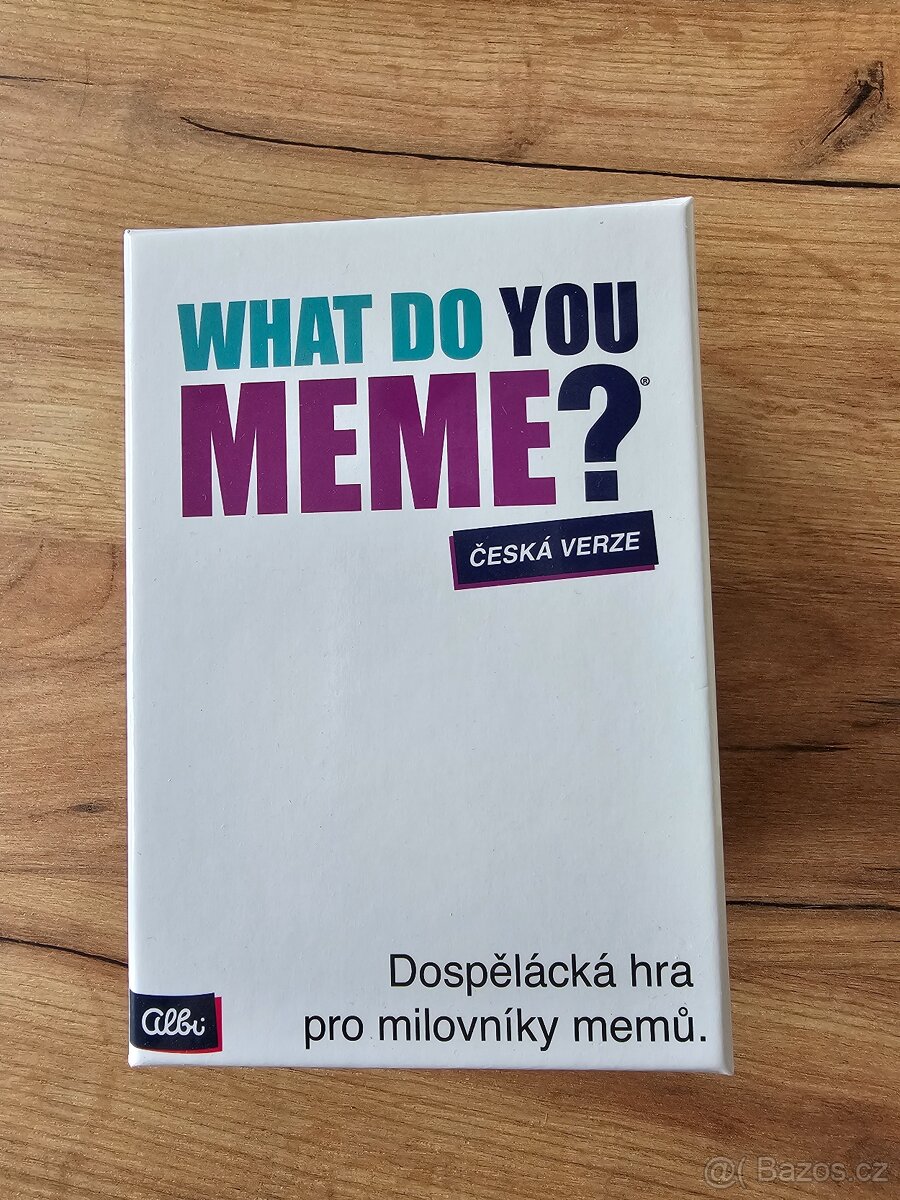 WHAT DO YOU
MEME?®
ČESKÁ VERZE
Dospělácká hra
pro milovníky memů.
albi
@( Bazos.cz